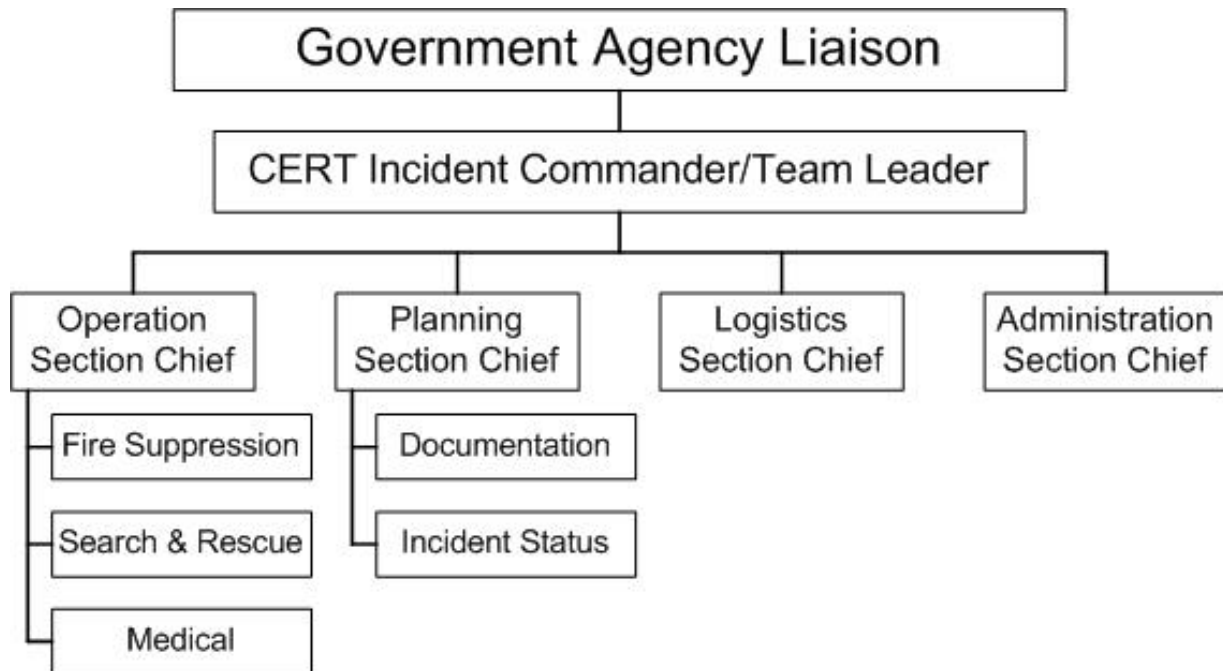 Government Agency Liaison
CERT Incident Commander/Team Leader
Operation
Section Chief
Planning
Section Chief
Logistics
Section Chief
Administration
Section Chief
Fire Suppression
Documentation
Search & Rescue
Incident Status
Medical